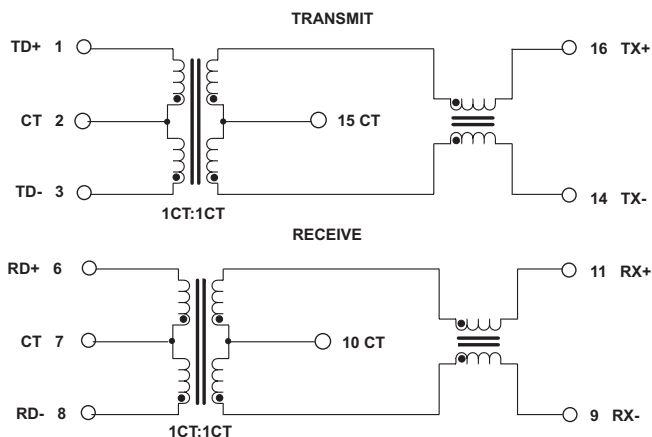 TRANSMIT
TD+ 1
16 TX+
CT 2
15 CT
TD- 3
14 TX-
1CT:1CT
RECEIVE
RD+ 6
11 RX+
CT 7
10 CT
RD- 8
9 RX-
1CT:1CT